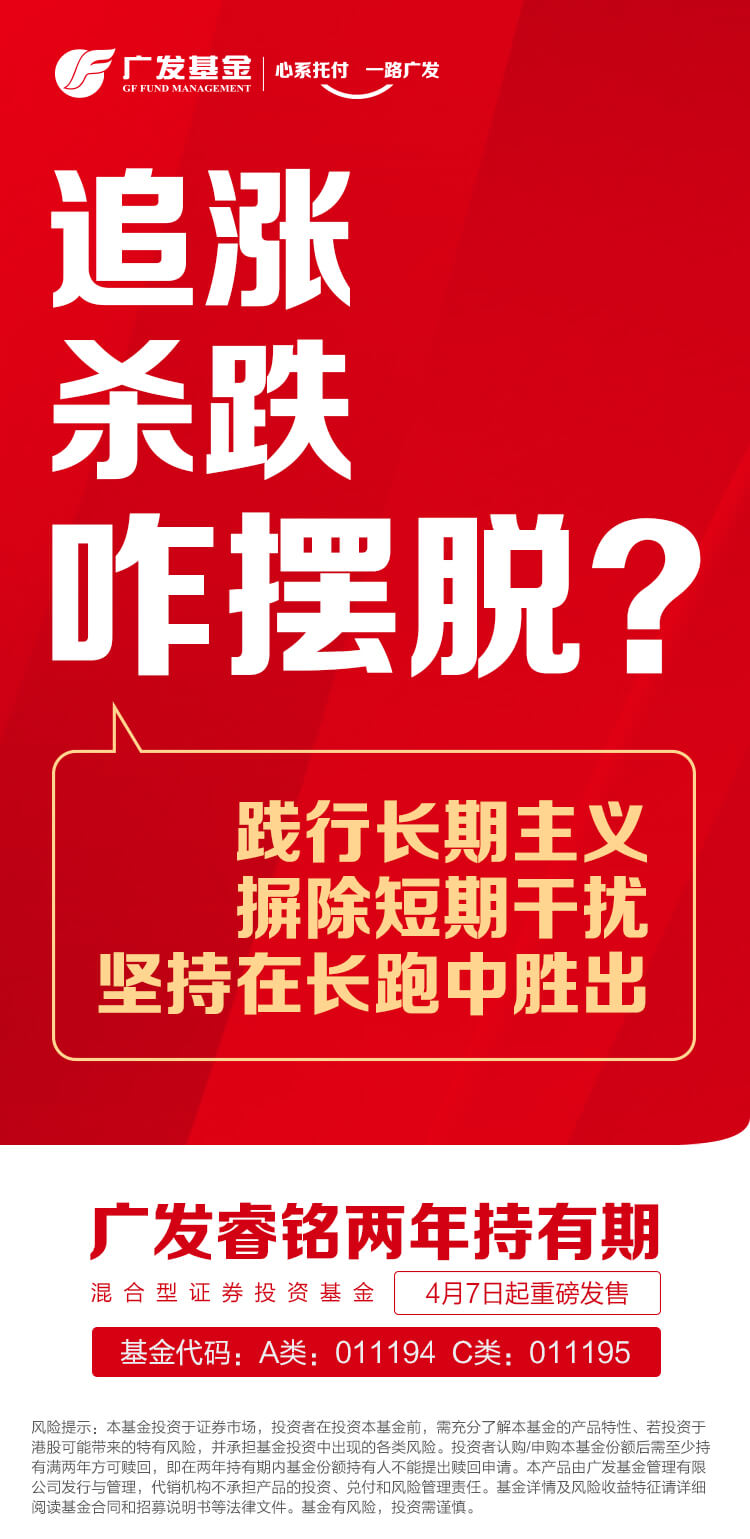 广发基金 心系托付 一路广发
GF FUND MANAGEMENT
追涨
杀跌
咋摆脱？
践行长期主义
摒除短期干扰
坚持在长跑中胜出
广发睿铭两年持有期
混合型证券投资基金 4月7日起重磅发售
基金代码：A类：011194 C类：011195
风险提示：本基金投资于证券市场，投资者在投资本基金前，需充分了解本基金的产品特性、若投资于
港股可能带来的特有风险，并承担基金投资中出现的各类风险。投资者认购/申购本基金份额后需至少持
有满两年方可赎回，即在两年持有期内基金份额持有人不能提出赎回申请。本产品由广发基金管理有限
公司发行与管理，代销机构不承担产品的投资、兑付和风险管理责任。基金详情及风险收益特征请详细
阅读基金合同和招募说明书等法律文件。基金有风险，投资需谨慎。